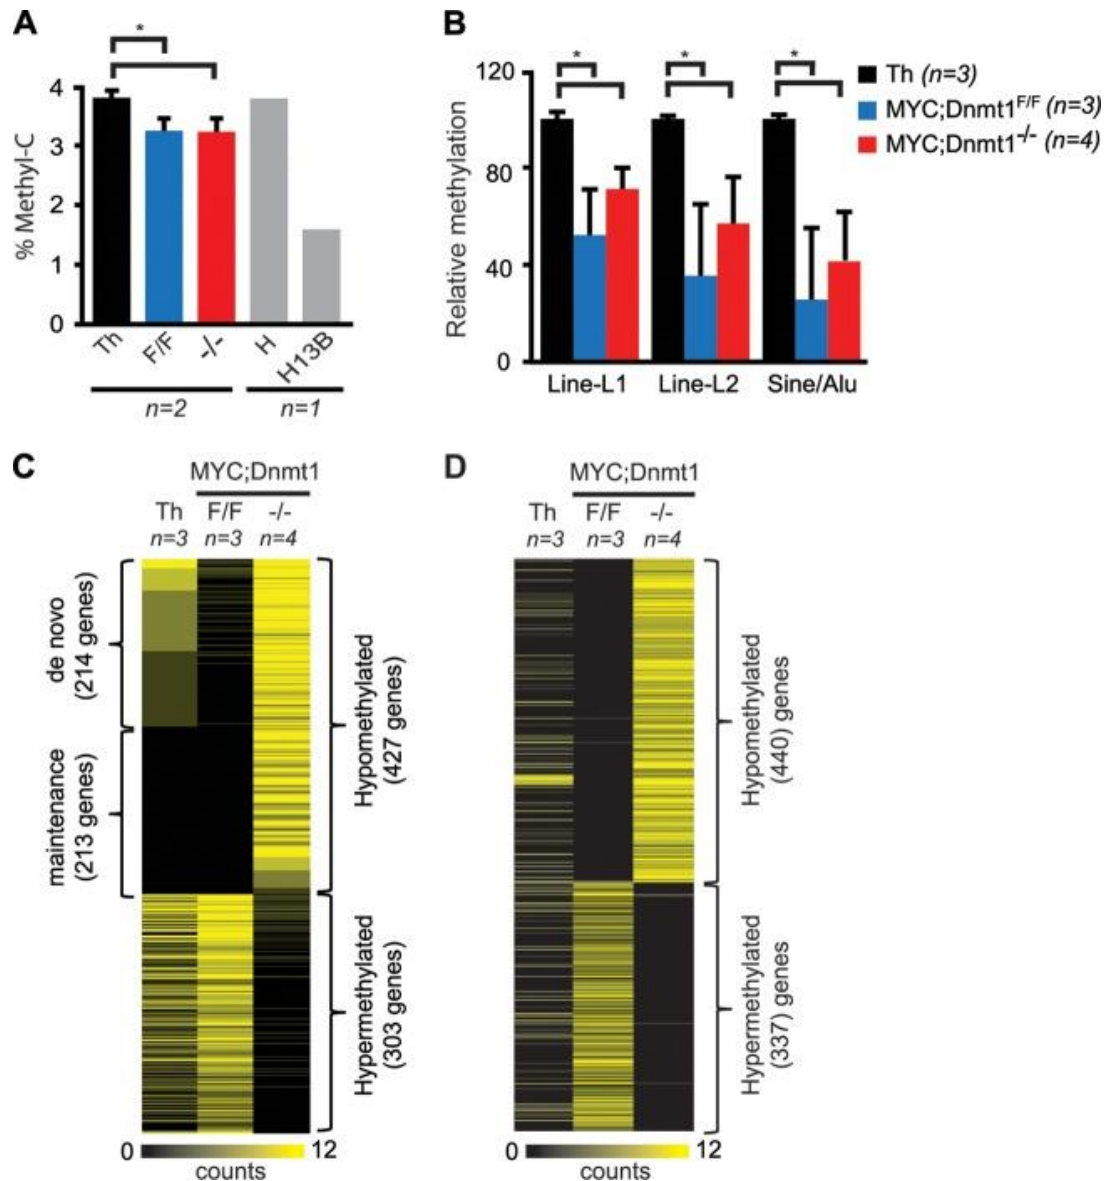 A
*
% Methyl-C
4
3
2
1
0
Th
F/F
-/-
H
H13B
n=2
n=1
B
*
*
*
Relative methylation
120
80
40
0
Line-L1
Line-L2
Sine/Alu
Th (n=3)
MYC;Dnmt1F/F (n=3)
MYC;Dnmt1-/- (n=4)
C
MYC;Dnmt1
Th F/F -/-
n=3 n=3 n=4
de novo
(214 genes)
maintenance
(213 genes)
Hypomethylated
(427 genes)
Hypermethylated
(303 genes)
0 12
counts
D
MYC;Dnmt1
Th F/F -/-
n=3 n=3 n=4
Hypomethylated
(440) genes
Hypermethylated
(337) genes
0 12
counts